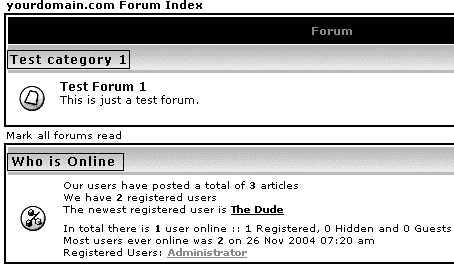 yourdomain.com Forum Index
Forum
Test category 1
Test Forum 1
This is just a test forum.
Mark all forums read
Who is Online
Our users have posted a total of 3 articles
We have 2 registered users
The newest registered user is The Dude
In total there is 1 user online :: 1 Registered, 0 Hidden and 0 Guests
Most users ever online was 2 on 26 Nov 2004 07:20 am
Registered Users: Administrator